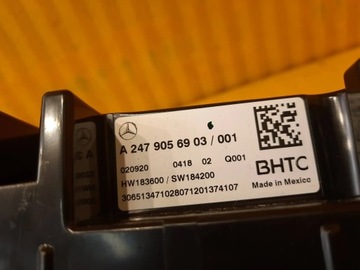 A 247 905 69 03 / 001
020920 0418 02 Q001
HW183600 / SW184200
306513471028071201374107
BHTC
Made in Mexico